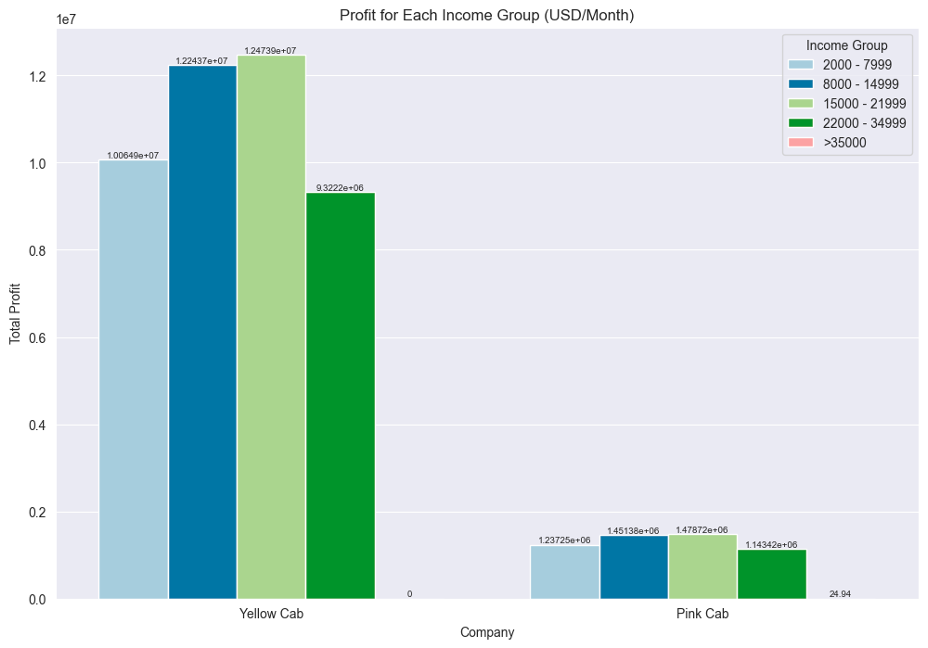 Profit for Each Income Group (USD/Month)
1e7
Income Group
2000 - 7999
8000 - 14999
15000 - 21999
22000 - 34999
>35000
1.2
1.0
0.8
0.6
0.4
0.2
0.0
Total Profit
1.00649e+07
1.22437e+07
1.24739e+07
9.3222e+06
0
1.23725e+06
1.45138e+06
1.47872e+06
1.14342e+06
24.94
Yellow Cab
Pink Cab
Company